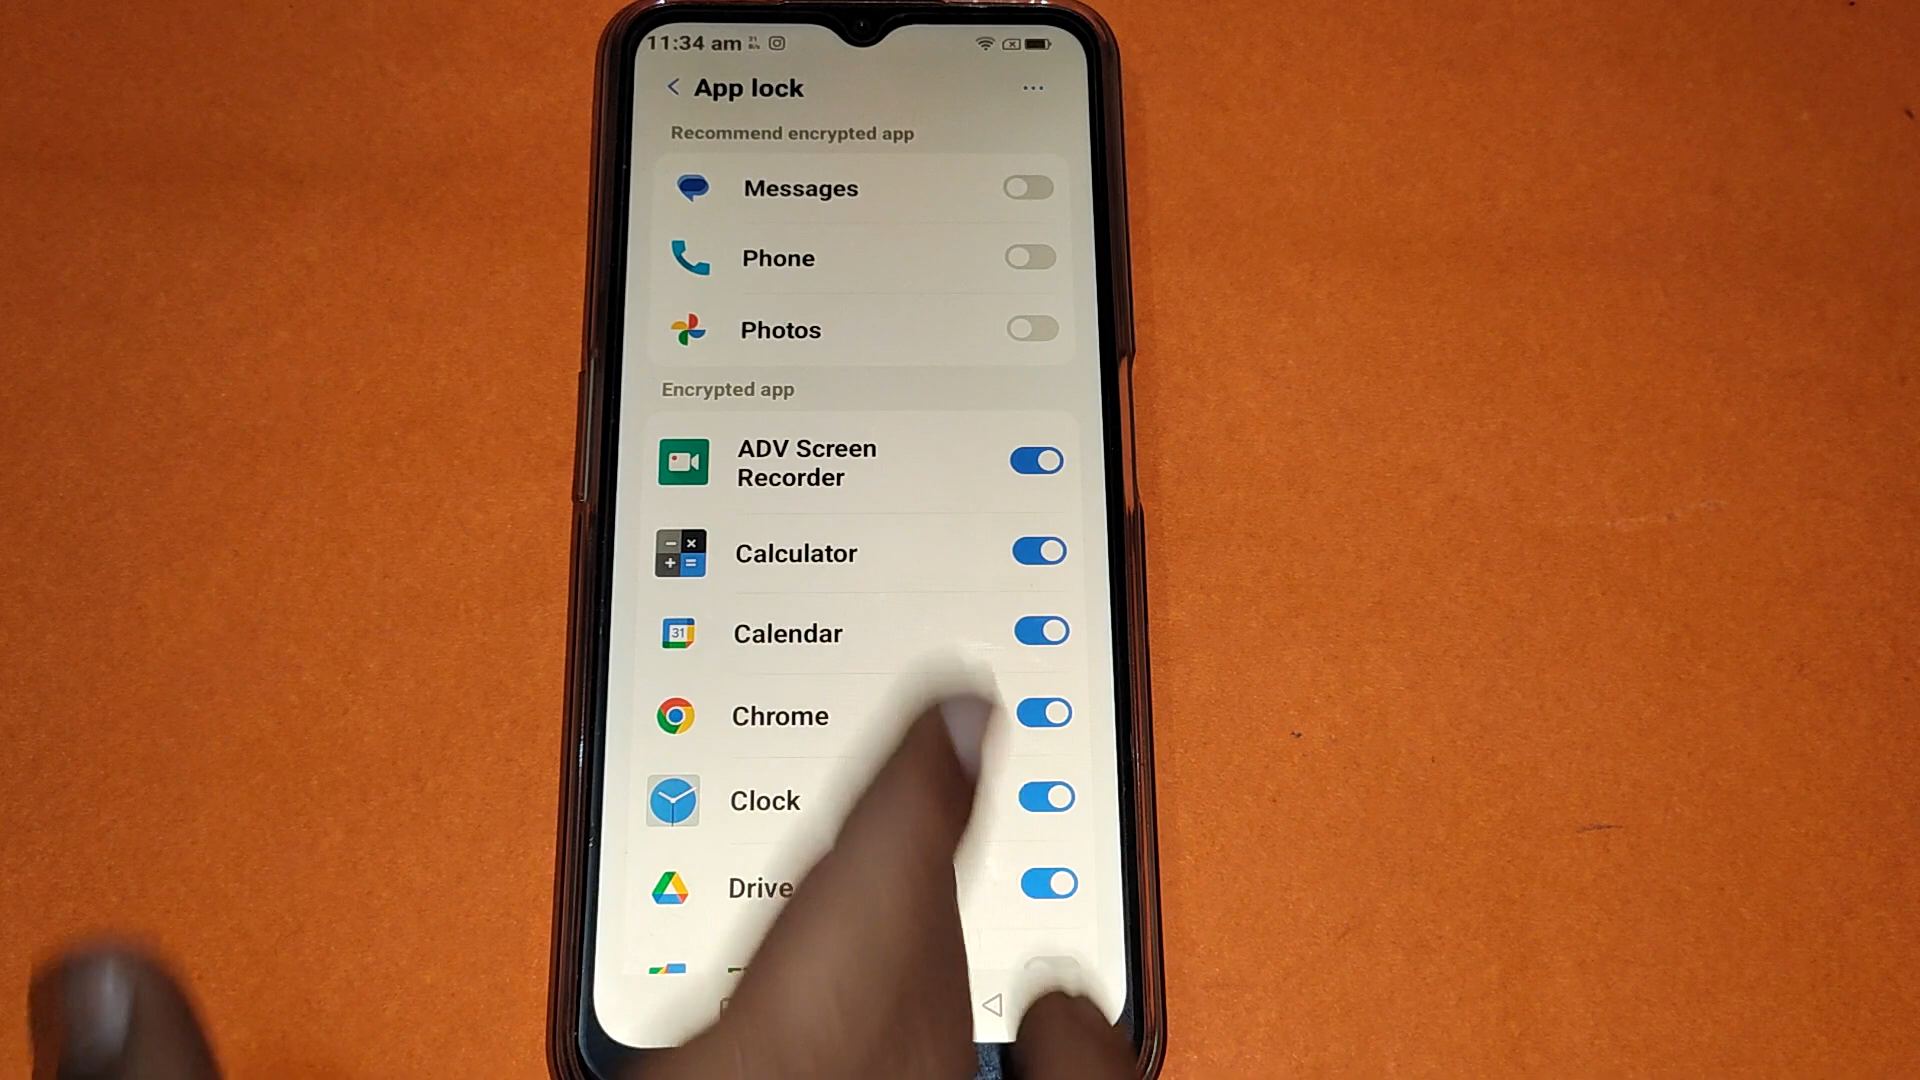 11:34 am
App lock
Recommend encrypted app
Messages
Phone
Photos
Encrypted app
ADV Screen
Recorder
Calculator
31
Calendar
Chrome
Clock
Drive